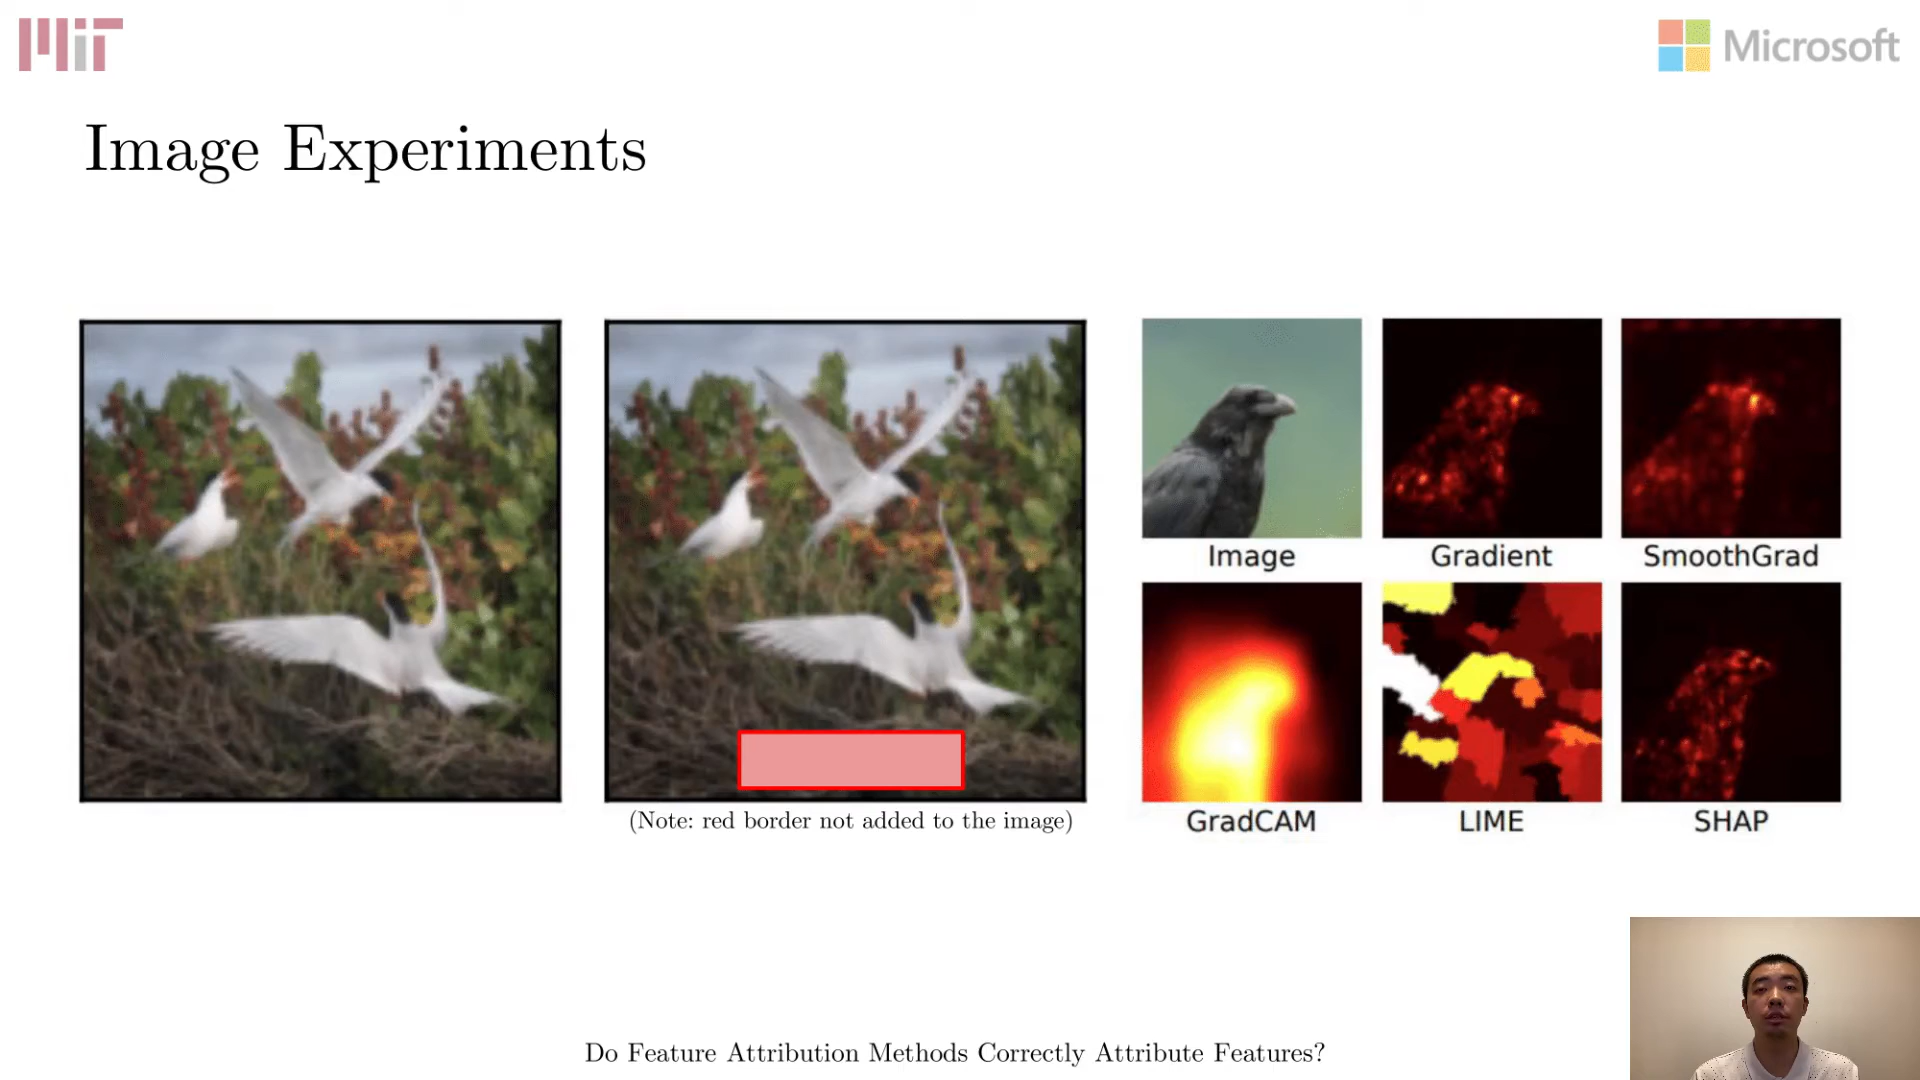 MIT
Microsoft
Image Experiments
Image
Gradient
SmoothGrad
GradCAM
LIME
SHAP
(Note: red border not added to the image)
Do Feature Attribution Methods Correctly Attribute Features?